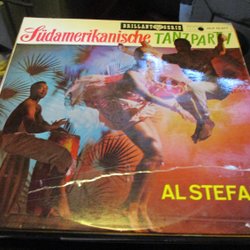 BRILLANT SERIE
Südamerikanische
TANZPARTY
AL STEFA